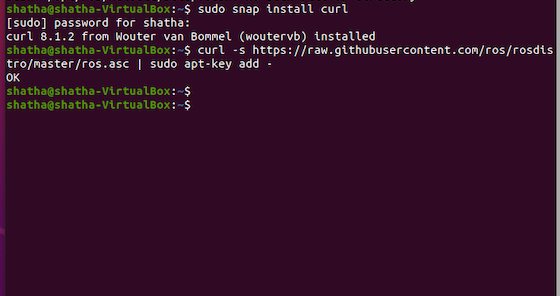 shatha@shatha-VirtualBox:~$ sudo snap install curl
[sudo] password for shatha:
curl 8.1.2 from Wouter van Bommel (woutervb) installed
shatha@shatha-VirtualBox:~$ curl -s https://raw.githubusercontent.com/ros/rosdis
tro/master/ros.asc | sudo apt-key add -
OK
shatha@shatha-VirtualBox:~$
shatha@shatha-VirtualBox:~$